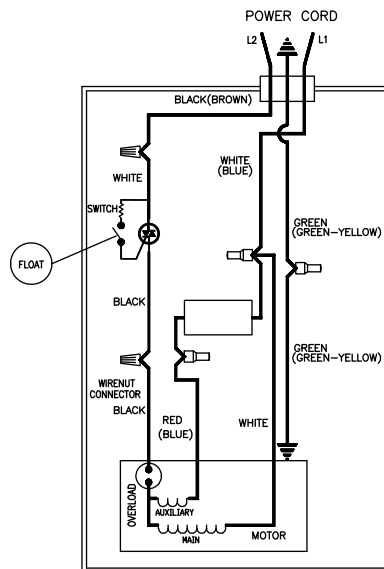 POWER CORD
L2
L1
BLACK(BROWN)
WHITE
(BLUE)
WHITE
SWITCH
FLOAT
GREEN
(GREEN-YELLOW)
BLACK
GREEN
(GREEN-YELLOW)
WIRENUT
CONNECTOR
BLACK
RED
(BLUE)
WHITE
OVERLOAD
AUXILIARY
MAIN
MOTOR